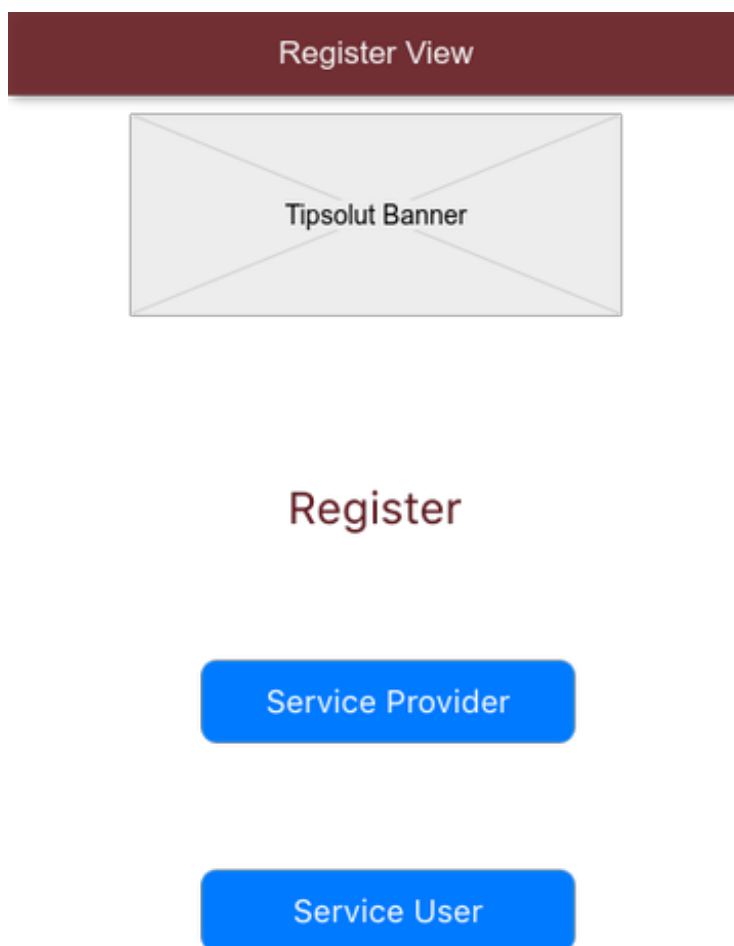 Register View
Tipsolut Banner
Register
Service Provider
Service User